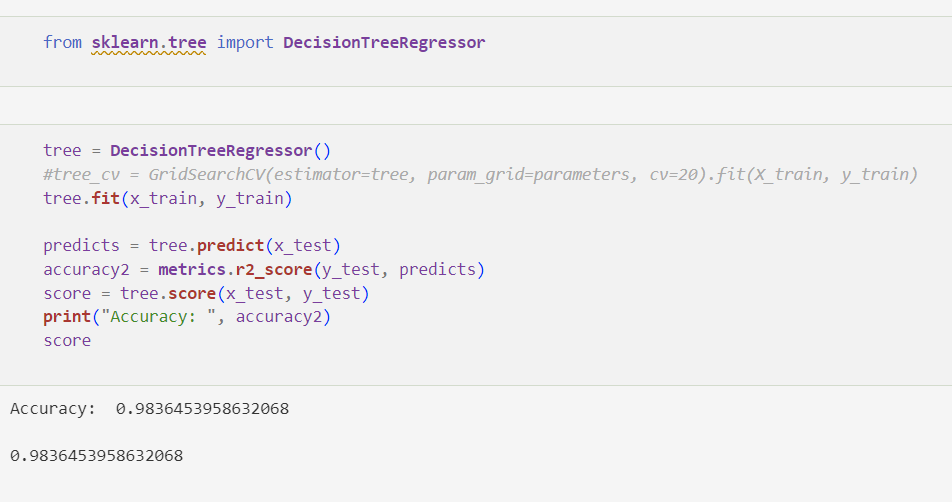 from sklearn.tree import DecisionTreeRegressor
tree = DecisionTreeRegressor()
#tree_cv = GridSearchCV(estimator=tree, param_grid=parameters, cv=20).fit(X_train, y_train)
tree.fit(x_train, y_train)
predicts = tree.predict(x_test)
accuracy2 = metrics.r2_score(y_test, predicts)
score = tree.score(x_test, y_test)
print("Accuracy: ", accuracy2)
score
Accuracy:  0.9836453958632068
0.9836453958632068